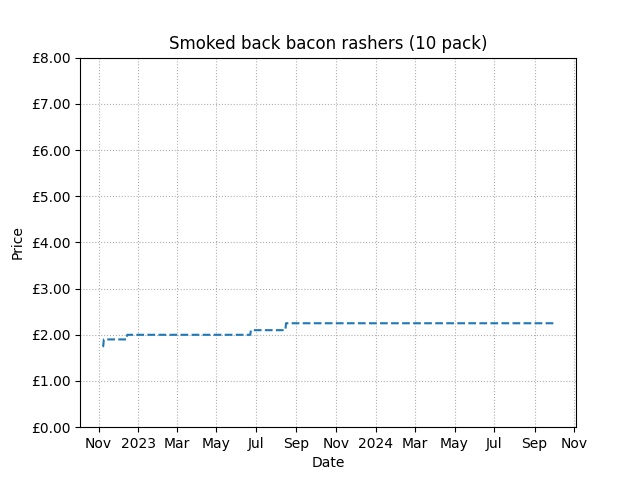 Smoked back bacon rashers (10 pack)
£8.00
£7.00
£6.00
£5.00
£4.00
£3.00
£2.00
£1.00
£0.00
Price
Nov 2023 Mar May Jul Sep Nov 2024 Mar May Jul Sep Nov
Date